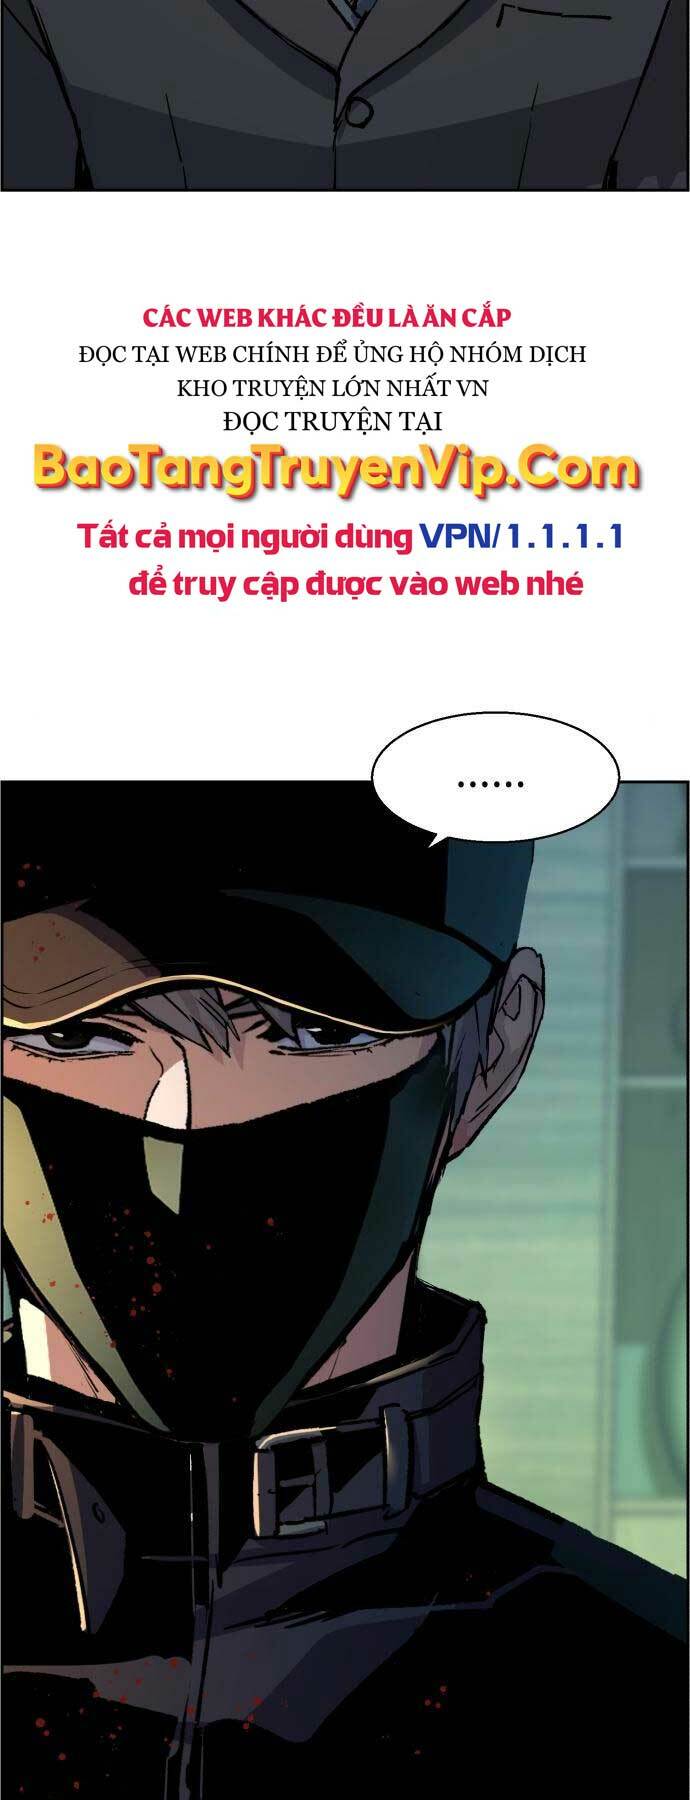 CÁC WEB KHÁC ĐỀU LÀ ĂN CẮP
ĐỌC TẠI WEB CHÍNH ĐỂ ỦNG HỘ NHÓM DỊCH
KHO TRUYỆN LỚN NHẤT VN
ĐỌC TRUYỆN TẠI
BaoTangTruyenVip.Com
Tất cả mọi người dùng VPN/1.1.1.1
để truy cập được vào web nhé
......